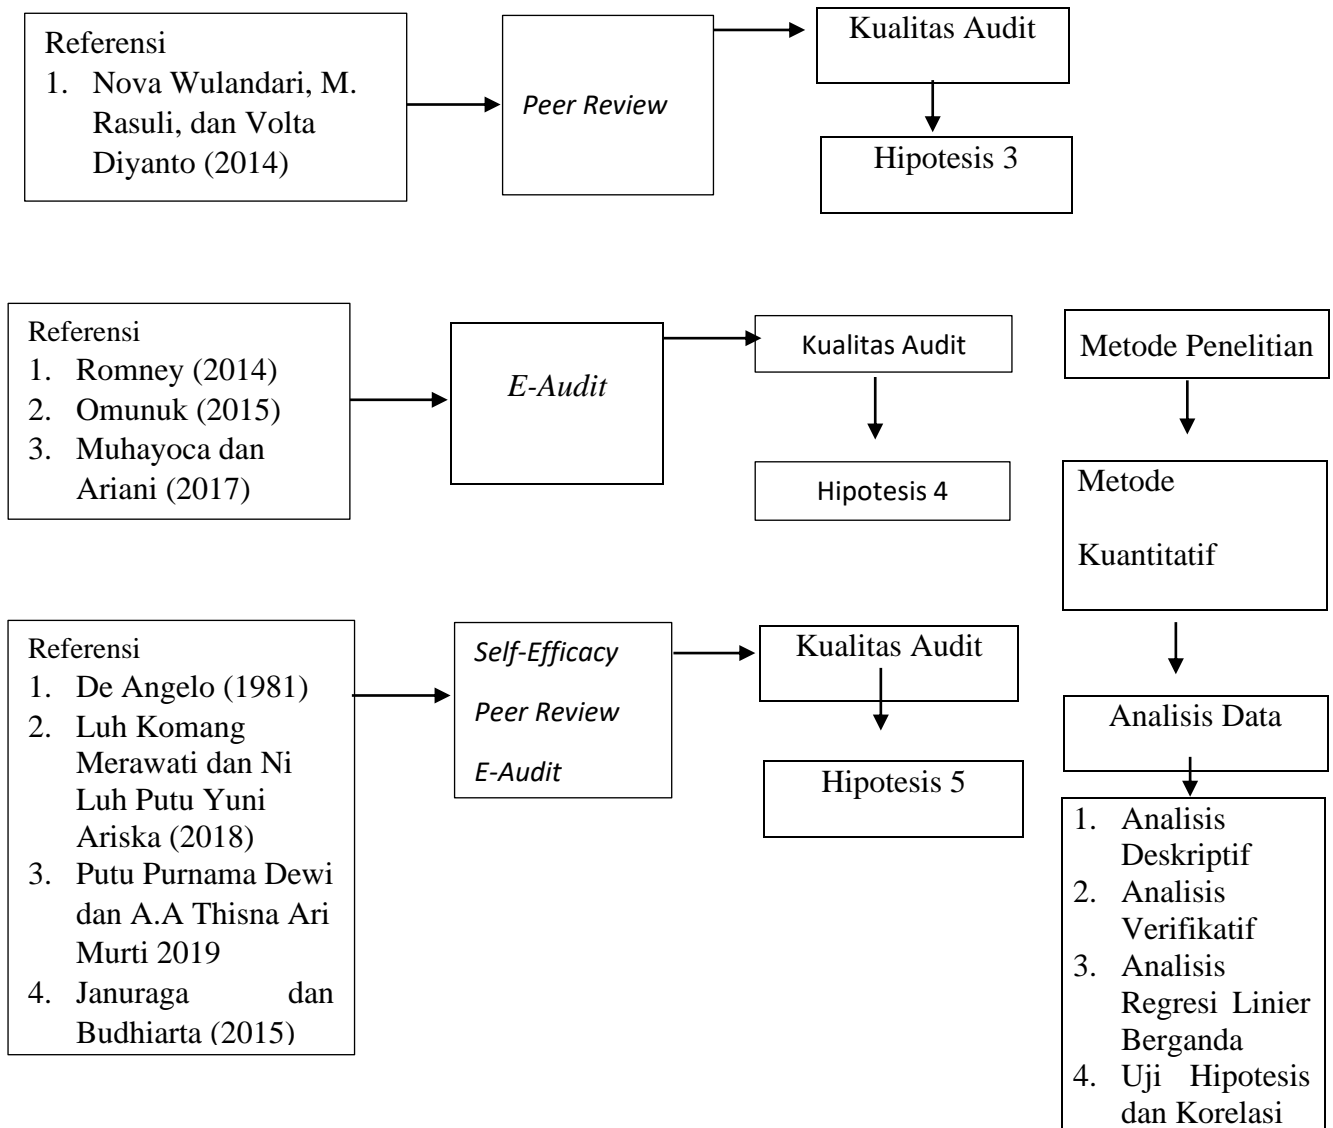 Referensi
1. Nova Wulandari, M.
Rasuli, dan Volta
Diyanto (2014)
Peer Review
Kualitas Audit
Hipotesis 3
Referensi
1. Romney (2014)
2. Omunuk (2015)
3. Muhayoca dan
Ariani (2017)
E-Audit
Kualitas Audit
Hipotesis 4
Referensi
1. De Angelo (1981)
2. Luh Komang
Merawati dan Ni
Luh Putu Yuni
Ariska (2018)
3. Putu Purnama Dewi
dan A.A Thisna Ari
Murti 2019
4. Januraga dan
Budhiarta (2015)
Self-Efficacy
Peer Review
E-Audit
Kualitas Audit
Hipotesis 5
Metode Penelitian
Metode
Kuantitatif
Analisis Data
1. Analisis
Deskriptif
2. Analisis
Verifikatif
3. Analisis
Regresi Linier
Berganda
4. Uji Hipotesis
dan Korelasi